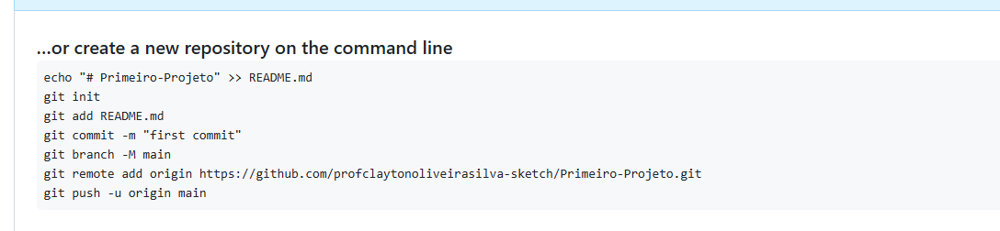 ...or create a new repository on the command line
echo "# Primeiro-Projeto" >> README.md
git init
git add README.md
git commit -m "first commit"
git branch -M main
git remote add origin https://github.com/profclaytonoliveirasilva-sketch/Primeiro-Projeto.git
git push -u origin main